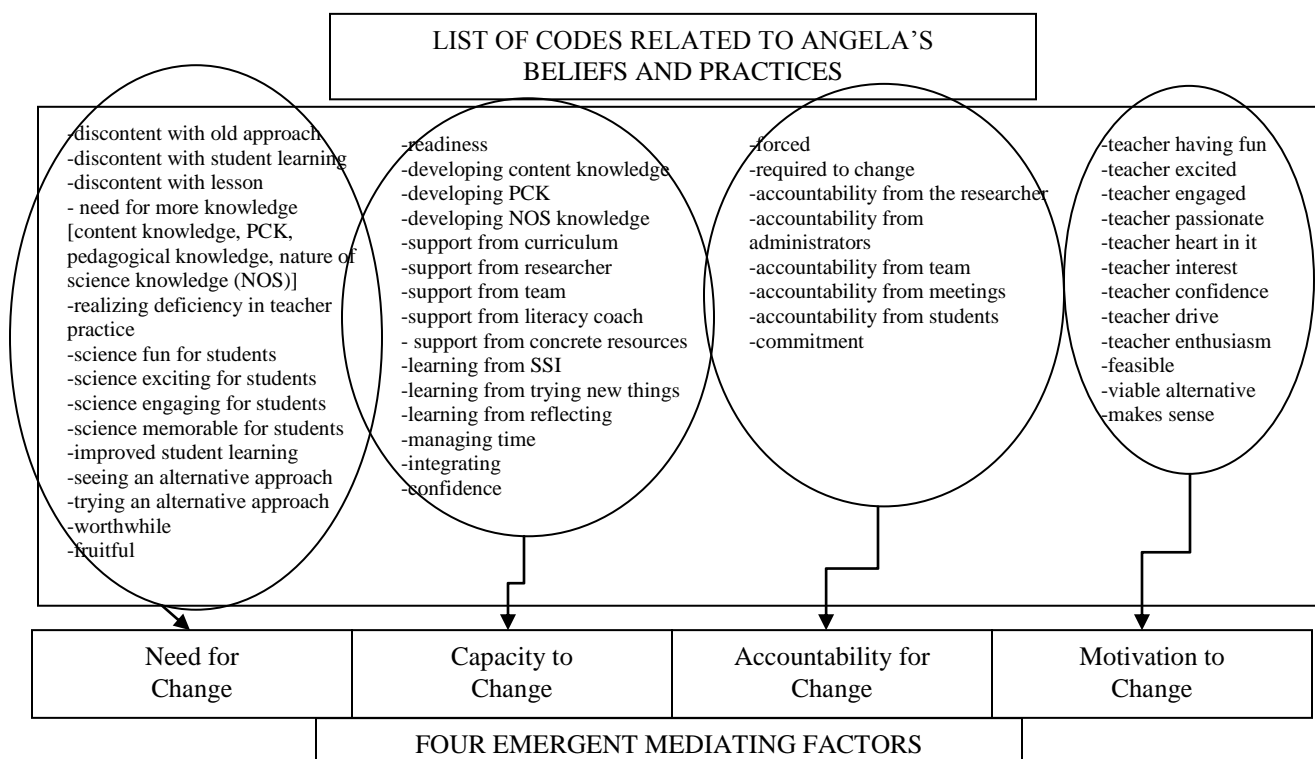 LIST OF CODES RELATED TO ANGELA’S
BELIEFS AND PRACTICES
-discontent with old approach
-discontent with student learning
-discontent with lesson
- need for more knowledge
[content knowledge, PCK,
pedagogical knowledge, nature of
science knowledge (NOS)]
-realizing deficiency in teacher
practice
-science fun for students
-science exciting for students
-science engaging for students
-science memorable for students
-improved student learning
-seeing an alternative approach
-trying an alternative approach
-worthwhile
-fruitful
-readiness
-developing content knowledge
-developing PCK
-developing NOS knowledge
-support from curriculum
-support from researcher
-support from team
-support from literacy coach
- support from concrete resources
-learning from SSI
-learning from trying new things
-learning from reflecting
-managing time
-integrating
-confidence
-forced
-required to change
-accountability from the researcher
-accountability from
administrators
-accountability from team
-accountability from meetings
-accountability from students
-commitment
-teacher having fun
-teacher excited
-teacher engaged
-teacher passionate
-teacher heart in it
-teacher interest
-teacher confidence
-teacher drive
-teacher enthusiasm
-feasible
-viable alternative
-makes sense
Need for
Change
Capacity to
Change
Accountability for
Change
Motivation to
Change
FOUR EMERGENT MEDIATING FACTORS